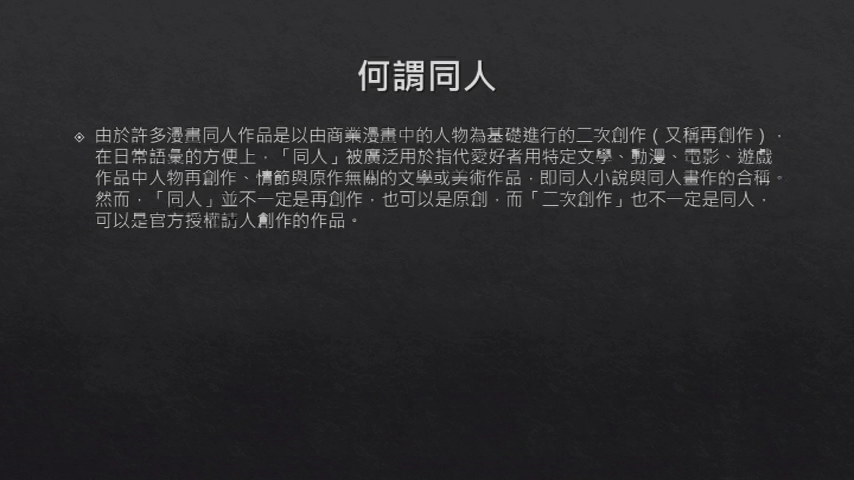 何謂同人
由於許多漫畫同人作品是以由商業漫畫中的人物為基礎進行的二次創作（又稱再創作），
在日常語彙的方便上，「同人」被廣泛用於指代愛好者用特定文學、動漫、電影、遊戲
作品中人物再創作、情節與原作無關的文學或美術作品，即同人小說與同人畫作的合稱。
然而，「同人」並不一定是再創作，也可以是原創，而「二次創作」也不一定是同人，
可以是官方授權請人創作的作品。